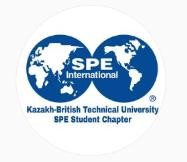 SPE
International
®
Kazakh-British Technical University
SPE Student Chapter